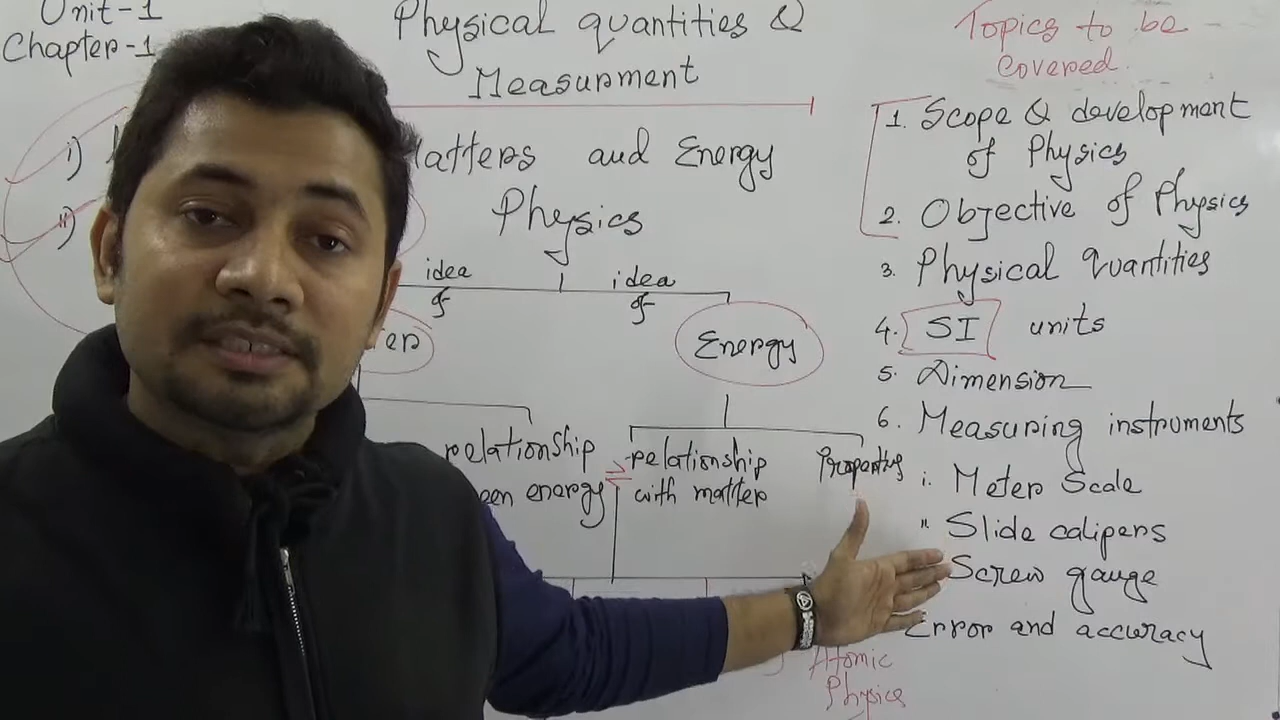 Unit-1
Chapter-1
Physical quantities &
Measurment
i)
Matters and Energy
ii)
Physics
idea
of
idea
of
Energy
relationship
energy
relationship
with matter
Properties
Atomic
Physics
Topics to be
Covered.
1. Scope & development
of Physics
2. Objective of Physics
3. Physical quantities
4. SI units
5. Dimension
6. Measuring instruments
i. Meter Scale
" Slide calipers
Screw gauge
Error and accuracy